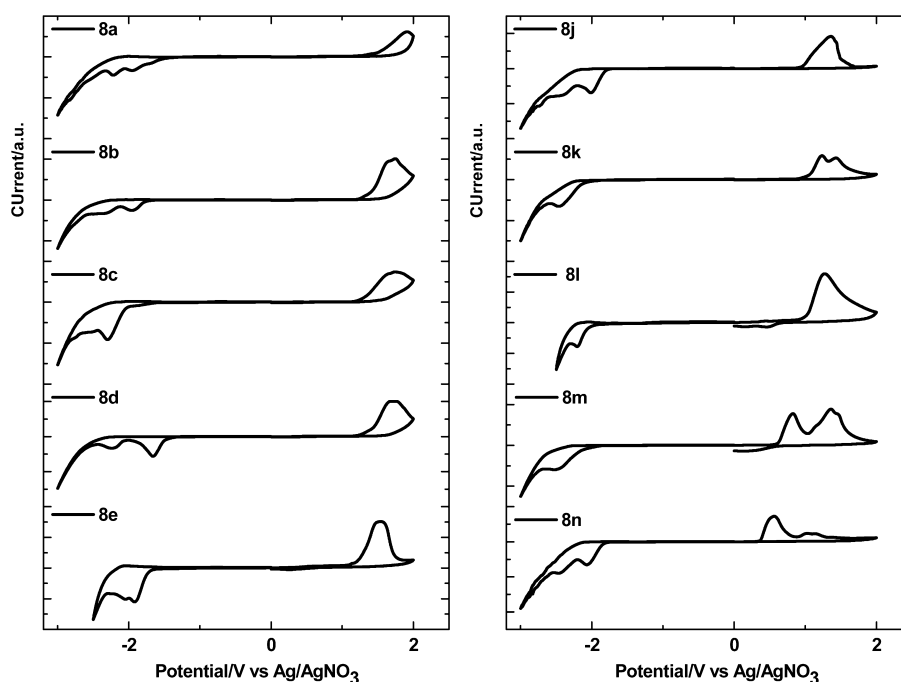 CUrrent/a.u.
8a
8b
8c
8d
8e
-2
0
2
Potential/V vs Ag/AgNO3
CUrrent/a.u.
8j
8k
8l
8m
8n
-2
0
2
Potential/V vs Ag/AgNO3